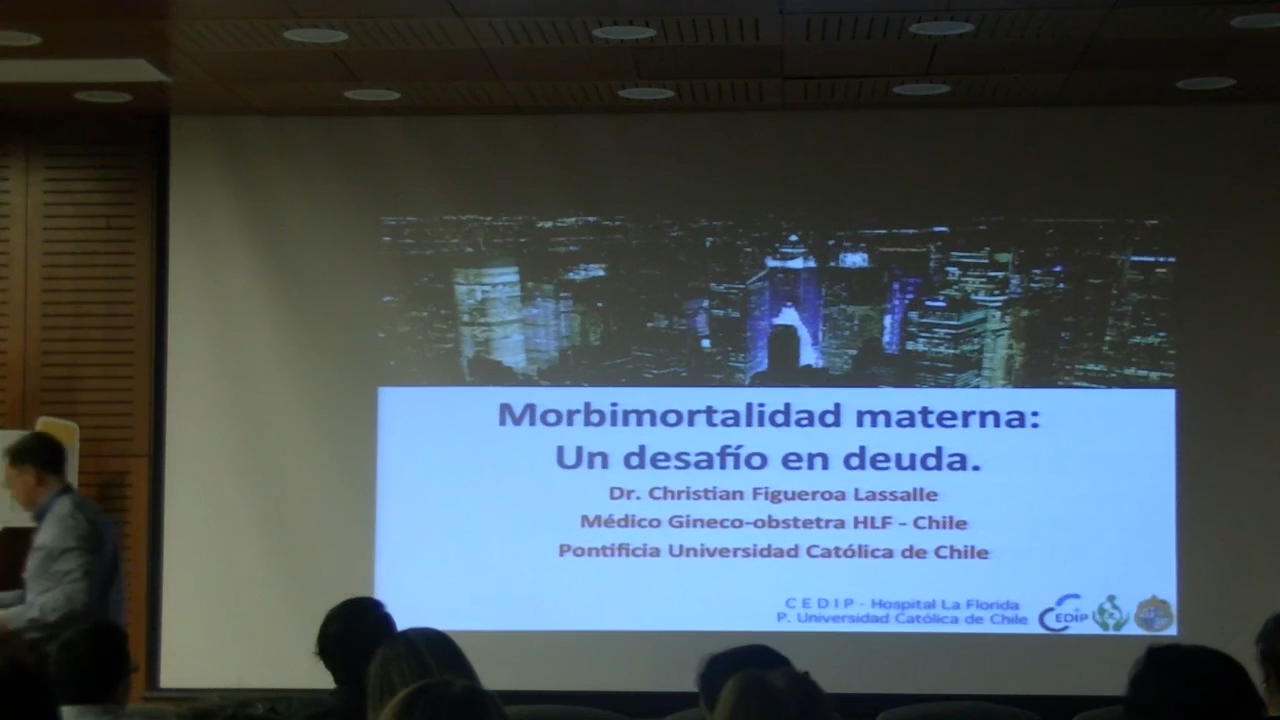 Morbimortalidad materna:
Un desafío en deuda.
Dr. Christian Figueroa Lassalle
Médico Gineco-obstetra HLF - Chile
Pontificia Universidad Católica de Chile
C E D I P - Hospital La Florida
P. Universidad Católica de Chile
CEDIP